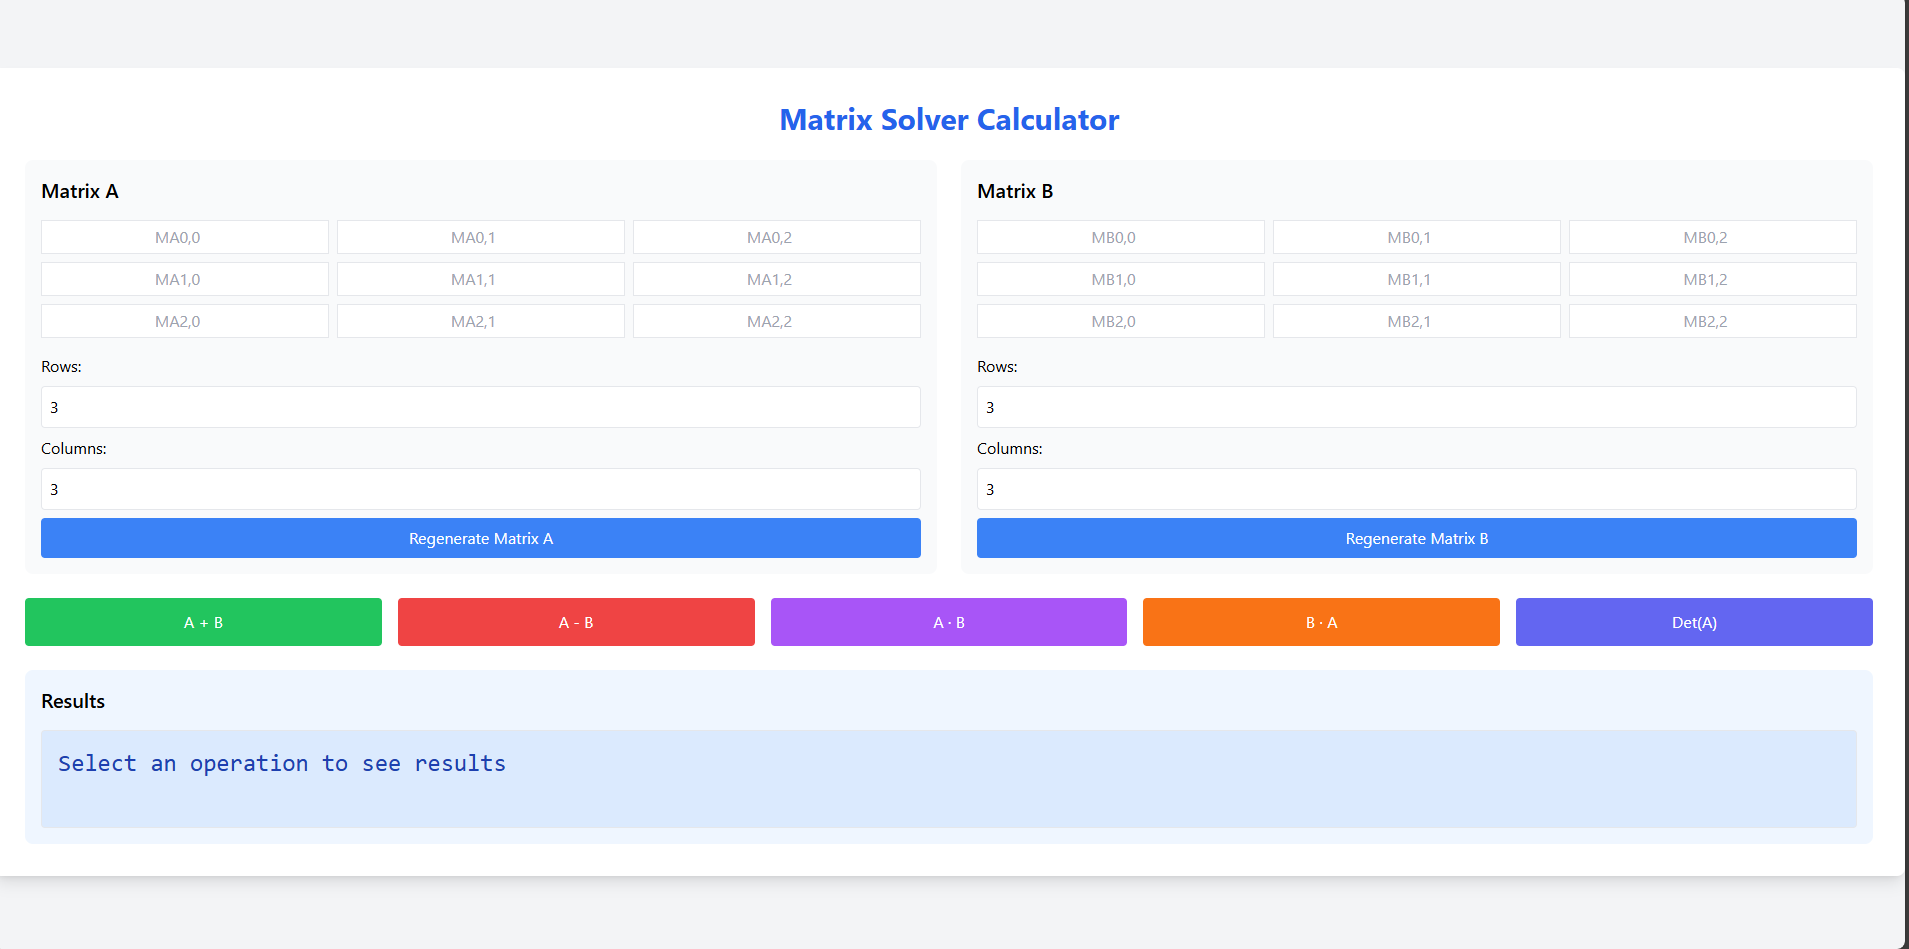 Matrix Solver Calculator
Matrix A
MA0,0 MA0,1 MA0,2
MA1,0 MA1,1 MA1,2
MA2,0 MA2,1 MA2,2
Rows:
3
Columns:
3
Regenerate Matrix A
Matrix B
MB0,0 MB0,1 MB0,2
MB1,0 MB1,1 MB1,2
MB2,0 MB2,1 MB2,2
Rows:
3
Columns:
3
Regenerate Matrix B
A + B
A - B
A · B
B · A
Det(A)
Results
Select an operation to see results